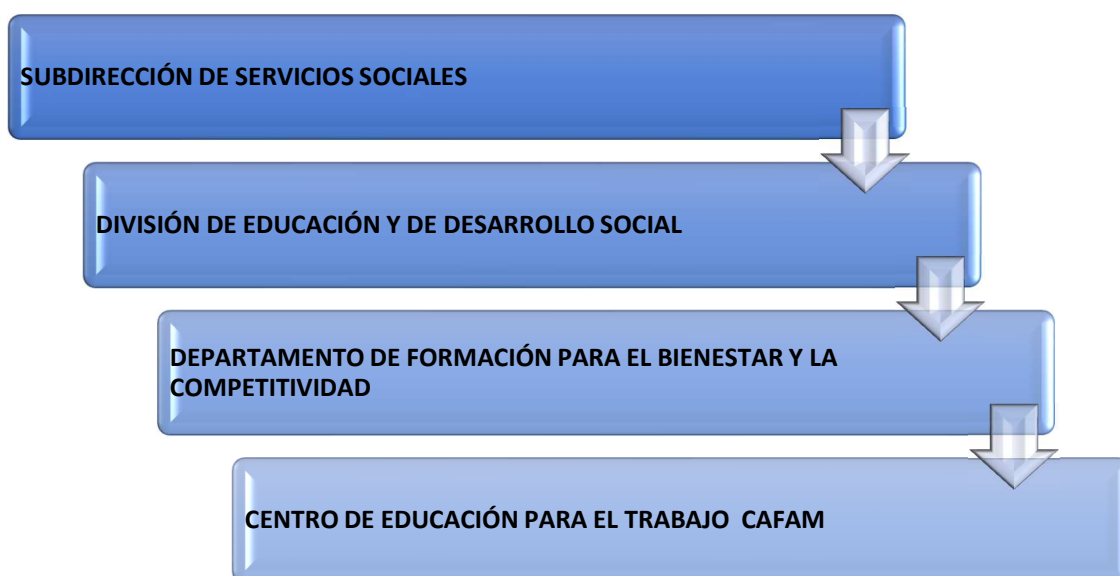 SUBDIRECCIÓN DE SERVICIOS SOCIALES
DIVISIÓN DE EDUCACIÓN Y DE DESARROLLO SOCIAL
DEPARTAMENTO DE FORMACIÓN PARA EL BIENESTAR Y LA
COMPETITIVIDAD
CENTRO DE EDUCACIÓN PARA EL TRABAJO CAFAM